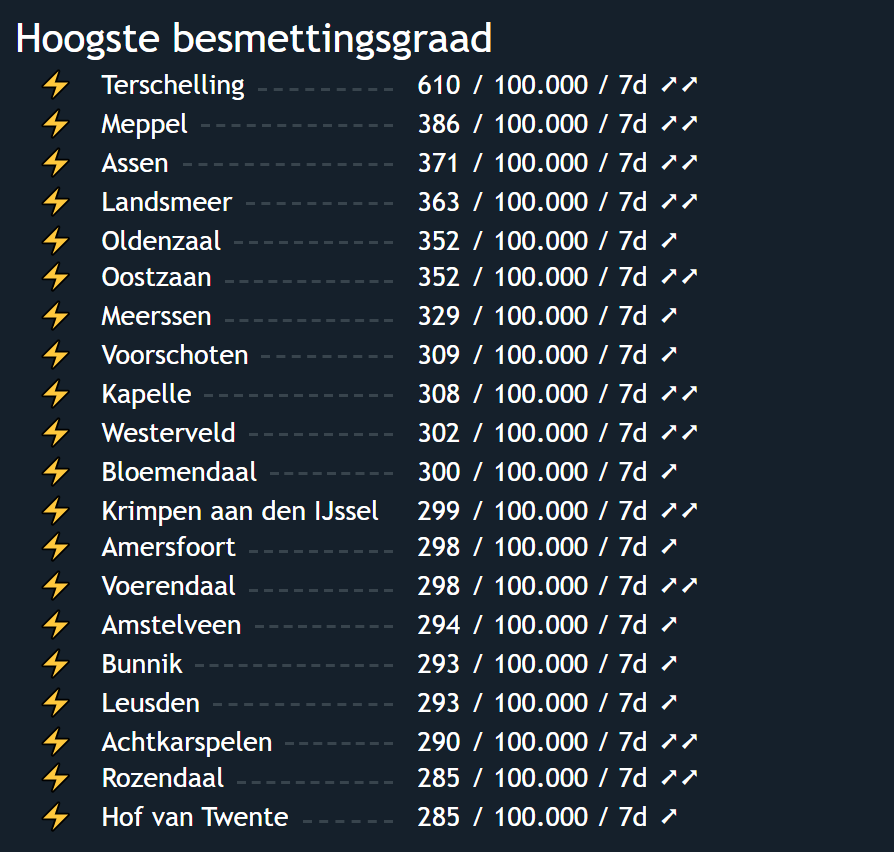 Hoogste besmettingsgraad
⚡ Terschelling ---------- 610 / 100.000 / 7d ➚➚
⚡ Meppel -------------- 386 / 100.000 / 7d ➚➚
⚡ Assen --------------- 371 / 100.000 / 7d ➚➚
⚡ Landsmeer ----------- 363 / 100.000 / 7d ➚➚
⚡ Oldenzaal ------------ 352 / 100.000 / 7d ➚
⚡ Oostzaan ------------ 352 / 100.000 / 7d ➚➚
⚡ Meerssen ------------ 329 / 100.000 / 7d ➚
⚡ Voorschoten ---------- 309 / 100.000 / 7d ➚
⚡ Kapelle -------------- 308 / 100.000 / 7d ➚➚
⚡ Westerveld ----------- 302 / 100.000 / 7d ➚➚
⚡ Bloemendaal --------- 300 / 100.000 / 7d ➚
⚡ Krimpen aan den IJssel 299 / 100.000 / 7d ➚➚
⚡ Amersfoort ----------- 298 / 100.000 / 7d ➚
⚡ Voerendaal ----------- 298 / 100.000 / 7d ➚➚
⚡ Amstelveen ---------- 294 / 100.000 / 7d ➚
⚡ Bunnik -------------- 293 / 100.000 / 7d ➚
⚡ Leusden ------------- 293 / 100.000 / 7d ➚
⚡ Achtkarspelen -------- 290 / 100.000 / 7d ➚➚
⚡ Rozendaal ----------- 285 / 100.000 / 7d ➚➚
⚡ Hof van Twente ------- 285 / 100.000 / 7d ➚